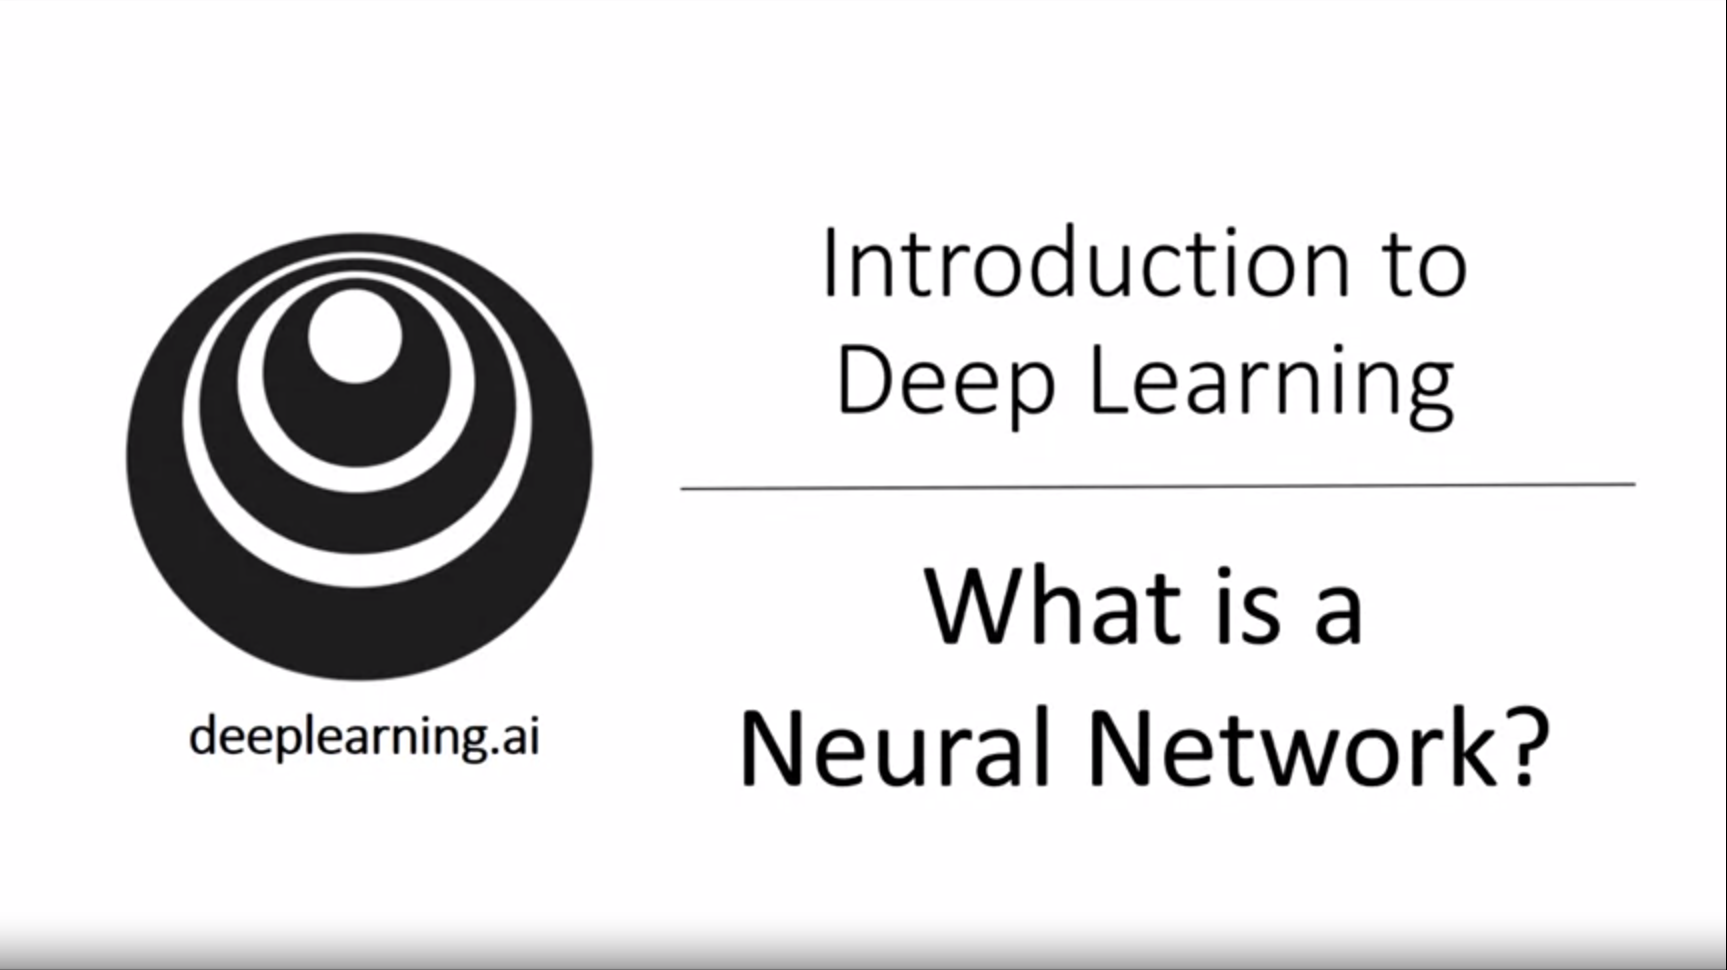 Introduction to
Deep Learning
What is a
Neural Network?
deeplearning.ai